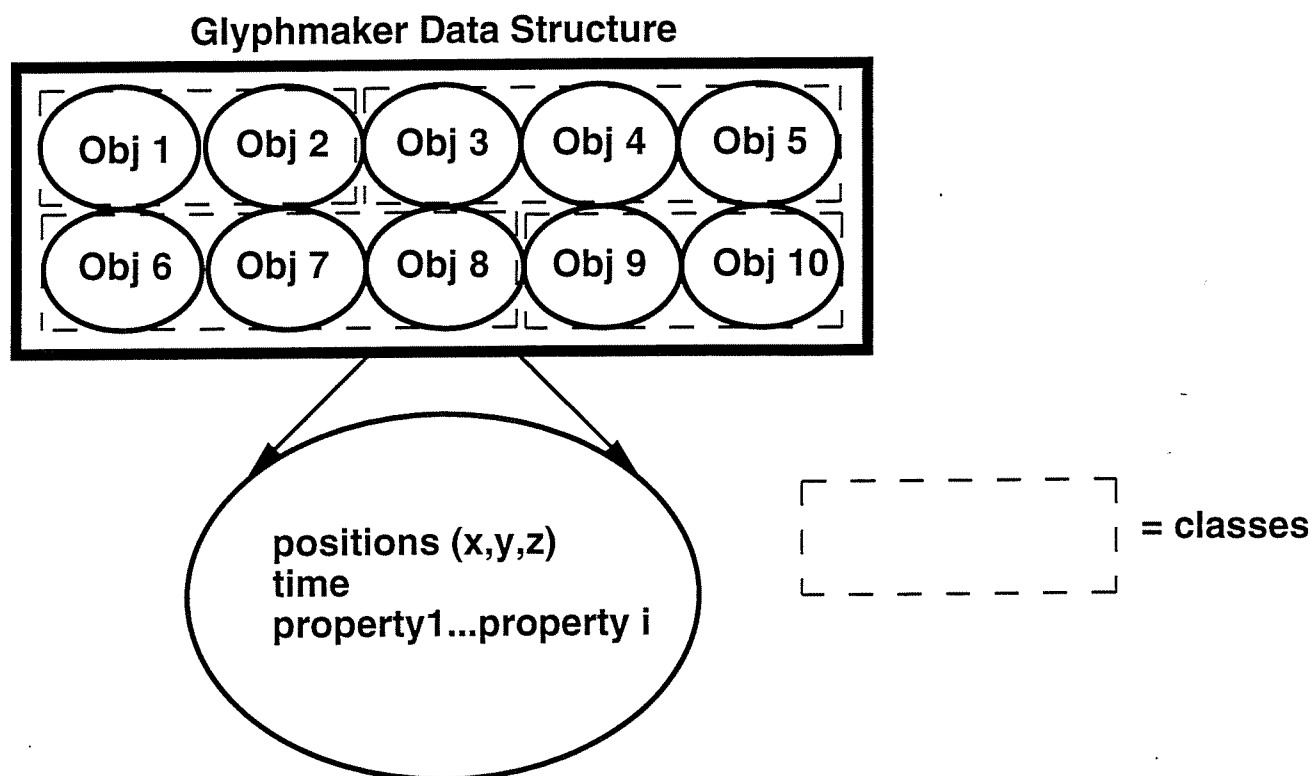 Glyphmaker Data Structure
Obj 1 Obj 2 Obj 3 Obj 4 Obj 5
Obj 6 Obj 7 Obj 8 Obj 9 Obj 10
positions (x,y,z)
time
property1...property i
= classes